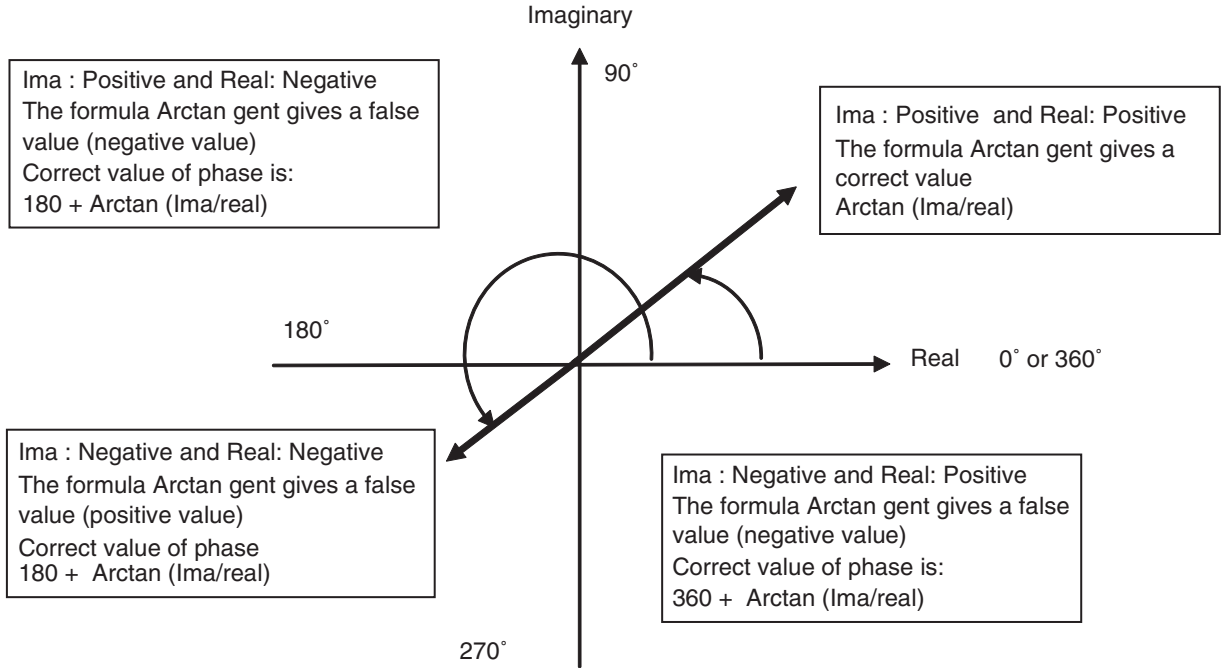 Imaginary
90°
Ima : Positive and Real: Negative
The formula Arctan gent gives a false
value (negative value)
Correct value of phase is:
180 + Arctan (Ima/real)
Ima : Positive and Real: Positive
The formula Arctan gent gives a
correct value
Arctan (Ima/real)
180°
Real 0° or 360°
Ima : Negative and Real: Negative
The formula Arctan gent gives a false
value (positive value)
Correct value of phase
180 + Arctan (Ima/real)
Ima : Negative and Real: Positive
The formula Arctan gent gives a false
value (negative value)
Correct value of phase is:
360 + Arctan (Ima/real)
270°